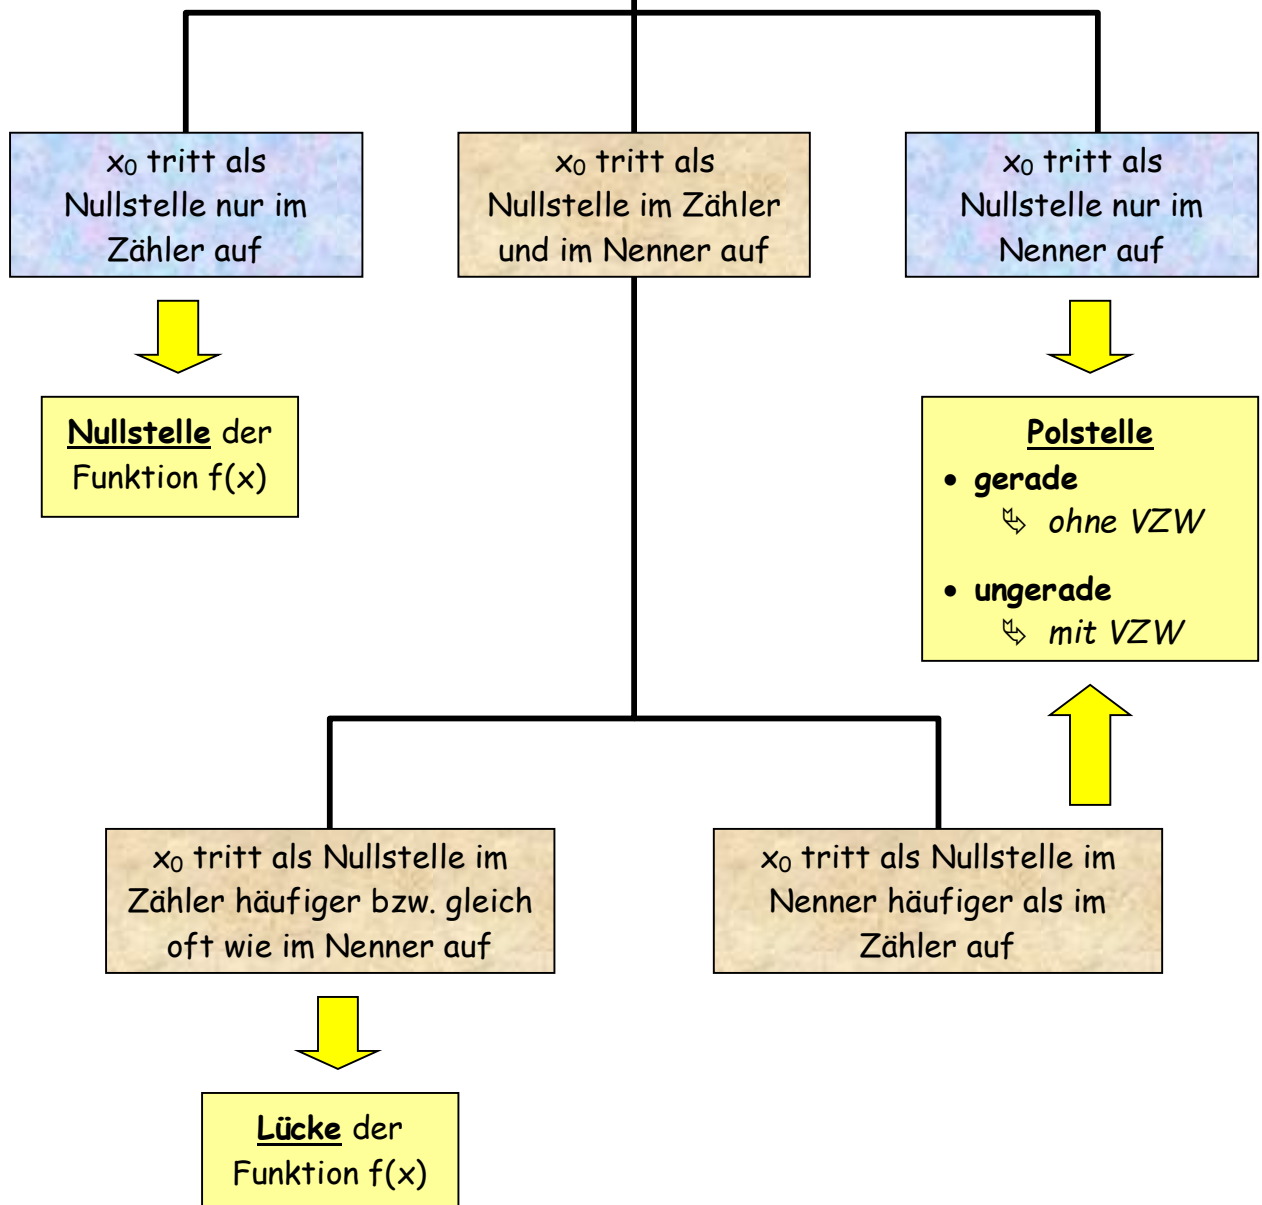 x₀ tritt als
Nullstelle nur im
Zähler auf
x₀ tritt als
Nullstelle im Zähler
und im Nenner auf
x₀ tritt als
Nullstelle nur im
Nenner auf
Nullstelle der
Funktion f(x)
Polstelle
• gerade
↳ ohne VZW
• ungerade
↳ mit VZW
x₀ tritt als Nullstelle im
Zähler häufiger bzw. gleich
oft wie im Nenner auf
x₀ tritt als Nullstelle im
Nenner häufiger als im
Zähler auf
Lücke der
Funktion f(x)